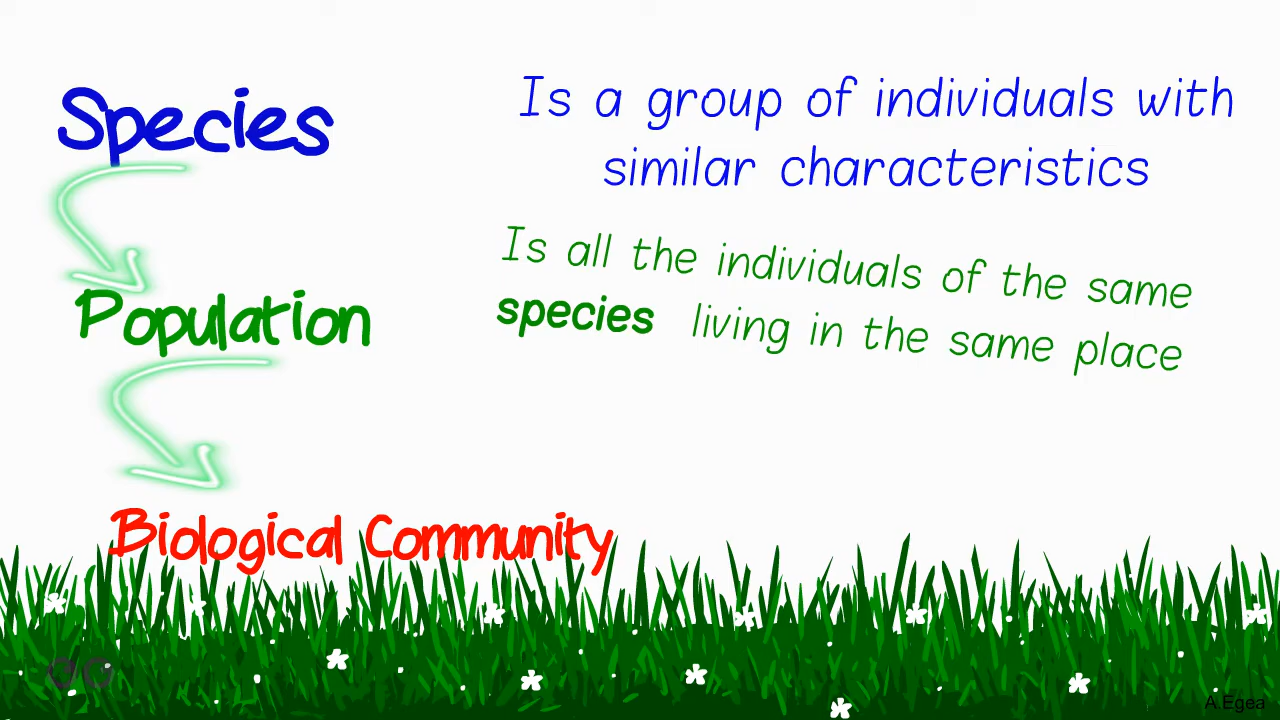 Species
Is a group of individuals with
similar characteristics
Population
Is all the individuals of the same
species living in the same place
Biological Community
A.Egea